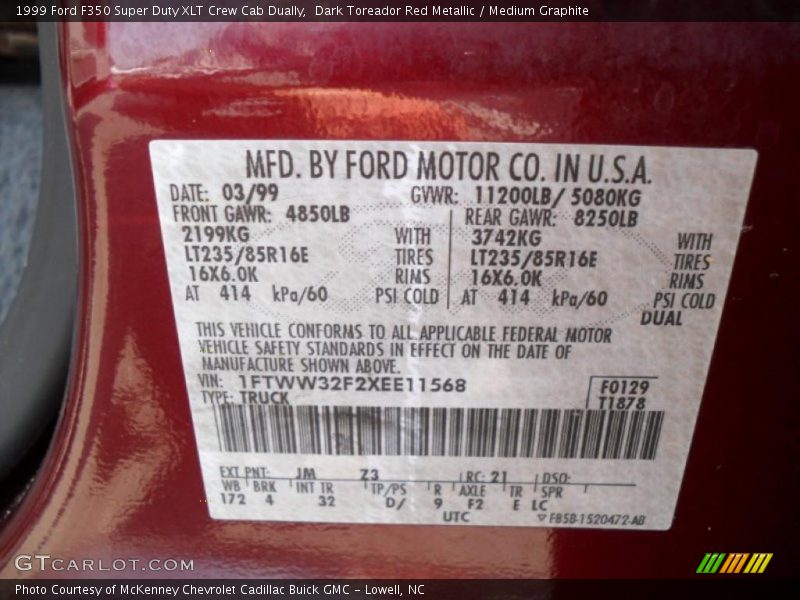 1999 Ford F350 Super Duty XLT Crew Cab Dually, Dark Toreador Red Metallic / Medium Graphite
MFD. BY FORD MOTOR CO. IN U.S.A.
DATE: 03/99 GVWR: 11200LB/ 5080KG
FRONT GAWR: 4850LB REAR GAWR: 8250LB
2199KG WITH 3742KG WITH
LT235/85R16E TIRES LT235/85R16E TIRES
16X6.0K RIMS 16X6.0K RIMS
AT 414 kPa/60 PSI COLD AT 414 kPa/60 PSI COLD
DUAL
THIS VEHICLE CONFORMS TO ALL APPLICABLE FEDERAL MOTOR
VEHICLE SAFETY STANDARDS IN EFFECT ON THE DATE OF
MANUFACTURE SHOWN ABOVE.
VIN: 1FTWW32F2XEE11568 F0129
TYPE: TRUCK T1878
EXT PNT: JM Z3 RC: 21 DSO:
WB BRK INT TR TP/PS R AXLE TR SPR
172 4 32 D/ 9 F2 E LC
UTC F85B-1520472-AB
GTCARLOT.COM
Photo Courtesy of McKenney Chevrolet Cadillac Buick GMC - Lowell, NC